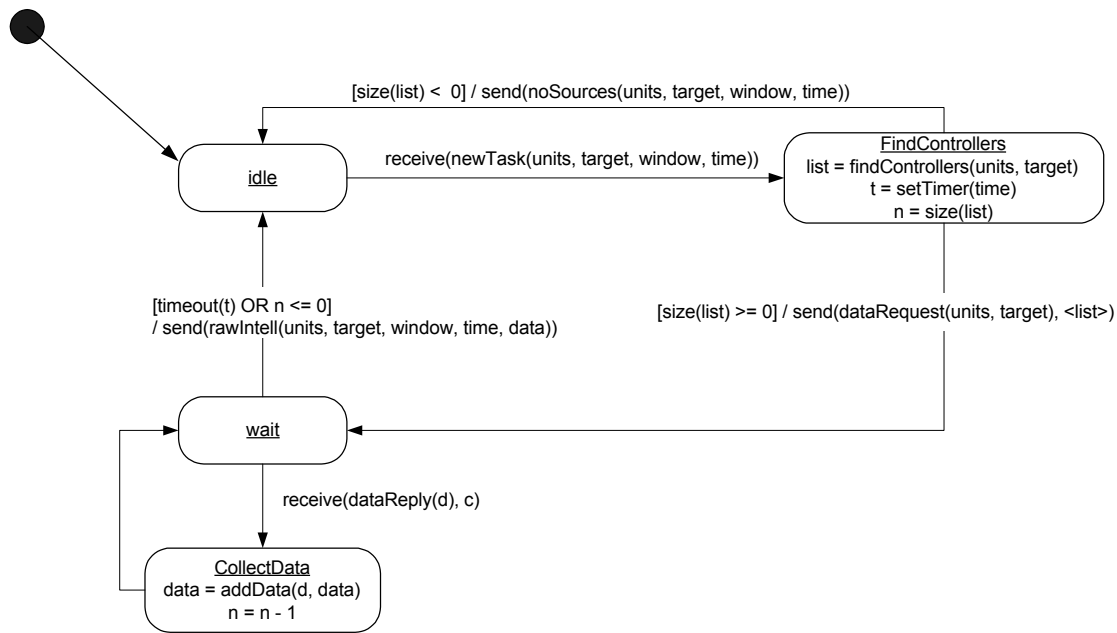 [size(list) <  0] / send(noSources(units, target, window, time))
receive(newTask(units, target, window, time))
idle
FindControllers
list = findControllers(units, target)
t = setTimer(time)
n = size(list)
[timeout(t) OR n <= 0]
/ send(rawIntell(units, target, window, time, data))
[size(list) >= 0] / send(dataRequest(units, target), <list>)
wait
receive(dataReply(d), c)
CollectData
data = addData(d, data)
n = n - 1